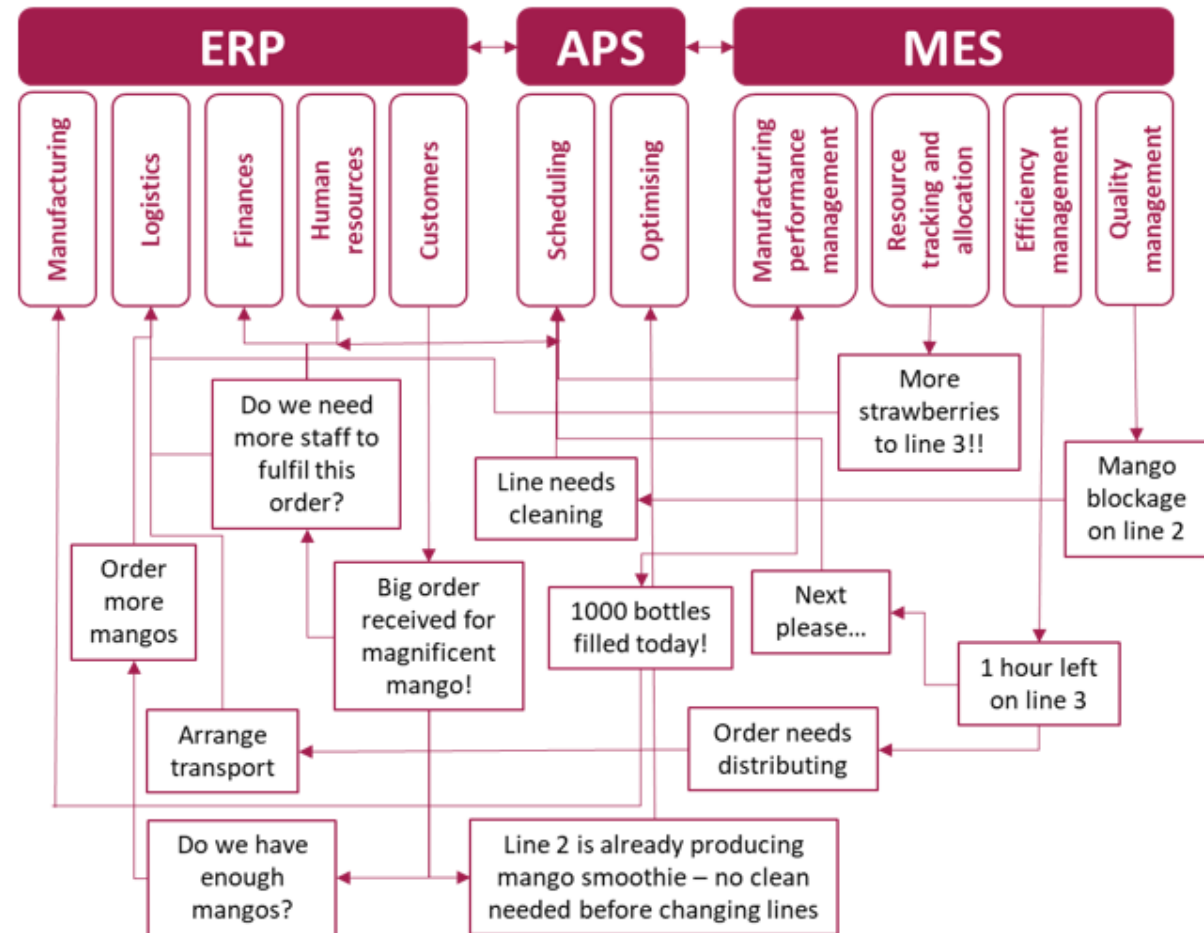 ERP
APS
MES
Manufacturing
Logistics
Finances
Human
resources
Customers
Scheduling
Optimising
Manufacturing
performance
management
Resource
tracking and
allocation
Efficiency
management
Quality
management
Do we need
more staff to
fulfil this
order?
More
strawberries
to line 3!!
Line needs
cleaning
Mango
blockage
on line 2
Order
more
mangos
Big order
received for
magnificent
mango!
1000 bottles
filled today!
Next
please...
1 hour left
on line 3
Arrange
transport
Order needs
distributing
Do we have
enough
mangos?
Line 2 is already producing
mango smoothie – no clean
needed before changing lines